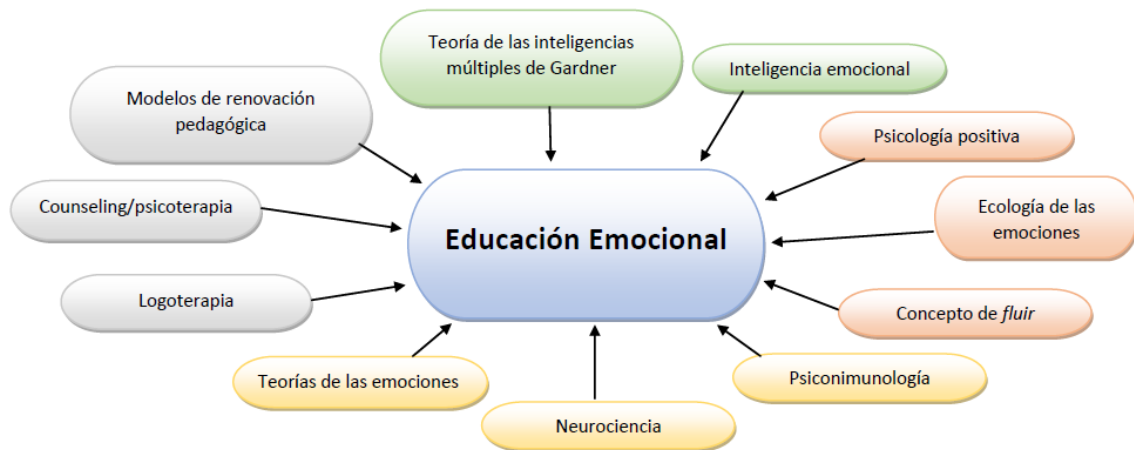 Teoría de las inteligencias
múltiples de Gardner
Inteligencia emocional
Modelos de renovación
pedagógica
Psicología positiva
Counseling/psicoterapia
Ecología de las
emociones
Educación Emocional
Logoterapia
Concepto de fluir
Teorías de las emociones
Psiconimunología
Neurociencia